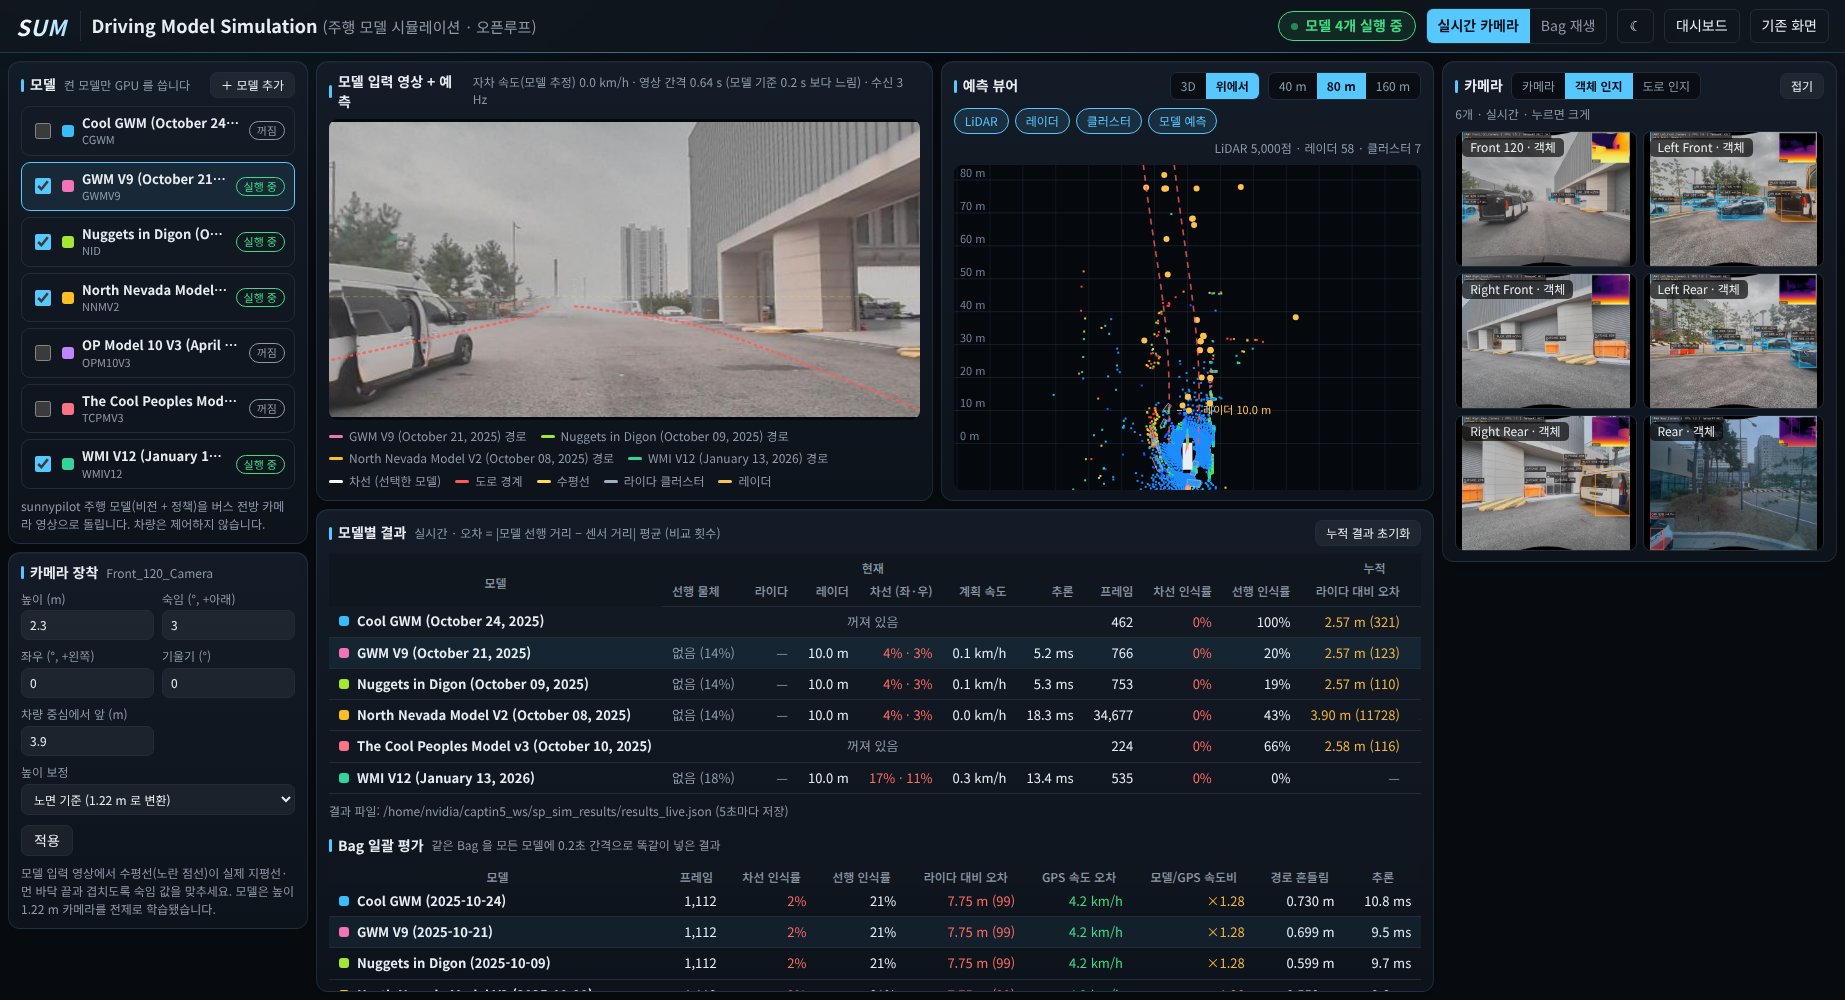 SUM Driving Model Simulation (주행 모델 시뮬레이션 · 오픈루프)
모델 4개 실행 중
실시간 카메라 Bag 재생
☾
대시보드
기존 화면
모델 켠 모델만 GPU 를 씁니다
+ 모델 추가
Cool GWM (October 24⋯
CGWM
꺼짐
GWM V9 (October 21⋯
GWMV9
실행 중
Nuggets in Digon (O⋯
NID
실행 중
North Nevada Model⋯
NNMV2
실행 중
OP Model 10 V3 (April ⋯
OPM10V3
꺼짐
The Cool Peoples Mod⋯
TCPMV3
꺼짐
WMI V12 (January 1⋯
WMIV12
실행 중
sunnypilot 주행 모델(비전 + 정책)을 버스 전방 카메
라 영상으로 돌립니다. 차량은 제어하지 않습니다.
카메라 장착 Front_120_Camera
높이 (m) 숙임 (°, +아래)
2.3 3
좌우 (°, +왼쪽) 기울기 (°)
0 0
차량 중심에서 앞 (m)
3.9
높이 보정
노면 기준 (1.22 m 로 변환)
적용
모델 입력 영상에서 수평선(노란 점선)이 실제 지평선·
먼 바닥 끝과 겹치도록 숙임 값을 맞추세요. 모델은 높이
1.22 m 카메라를 전제로 학습됐습니다.
모델 입력 영상 + 예
측
자차 속도(모델 추정) 0.0 km/h · 영상 간격 0.64 s (모델 기준 0.2 s 보다 느림) · 수신 3
Hz
GWM V9 (October 21, 2025) 경로 Nuggets in Digon (October 09, 2025) 경로
North Nevada Model V2 (October 08, 2025) 경로 WMI V12 (January 13, 2026) 경로
차선 (선택한 모델) 도로 경계 수평선 라이다 클러스터 레이더
예측 뷰어
3D 위에서
40 m 80 m 160 m
LiDAR 레이더 클러스터 모델 예측
LiDAR 5,000점 · 레이더 58 · 클러스터 7
80 m
70 m
60 m
50 m
40 m
30 m
20 m
10 m
레이더 10.0 m
0 m
카메라
카메라 객체 인지 도로 인지
접기
6개 · 실시간 · 누르면 크게
Front 120 · 객체
Left Front · 객체
Right Front · 객체
Left Rear · 객체
Right Rear · 객체
Rear · 객체
모델별 결과 실시간 · 오차 = |모델 선행 거리 − 센서 거리| 평균 (비교 횟수)
누적 결과 초기화
모델 현재 누적
선행 물체 라이다 레이더 차선 (좌·우) 계획 속도 추론 프레임 차선 인식률 선행 인식률 라이다 대비 오차
Cool GWM (October 24, 2025) 꺼져 있음 462 0% 100% 2.57 m (321)
GWM V9 (October 21, 2025) 없음 (14%) — 10.0 m 4% · 3% 0.1 km/h 5.2 ms 766 0% 20% 2.57 m (123)
Nuggets in Digon (October 09, 2025) 없음 (14%) — 10.0 m 4% · 3% 0.1 km/h 5.3 ms 753 0% 19% 2.57 m (110)
North Nevada Model V2 (October 08, 2025) 없음 (14%) — 10.0 m 4% · 3% 0.0 km/h 18.3 ms 34,677 0% 43% 3.90 m (11728)
The Cool Peoples Model v3 (October 10, 2025) 꺼져 있음 224 0% 66% 2.58 m (116)
WMI V12 (January 13, 2026) 없음 (18%) — 10.0 m 17% · 11% 0.3 km/h 13.4 ms 535 0% 0% —
결과 파일: /home/nvidia/captin5_ws/sp_sim_results/results_live.json (5초마다 저장)
Bag 일괄 평가 같은 Bag 을 모든 모델에 0.2초 간격으로 똑같이 넣은 결과
모델 프레임 차선 인식률 선행 인식률 라이다 대비 오차 GPS 속도 오차 모델/GPS 속도비 경로 흔들림 추론
Cool GWM (2025-10-24) 1,112 2% 21% 7.75 m (99) 4.2 km/h ×1.28 0.730 m 10.8 ms
GWM V9 (2025-10-21) 1,112 2% 21% 7.75 m (99) 4.2 km/h ×1.28 0.699 m 9.5 ms
Nuggets in Digon (2025-10-09) 1,112 2% 21% 7.75 m (99) 4.2 km/h ×1.28 0.599 m 9.7 ms